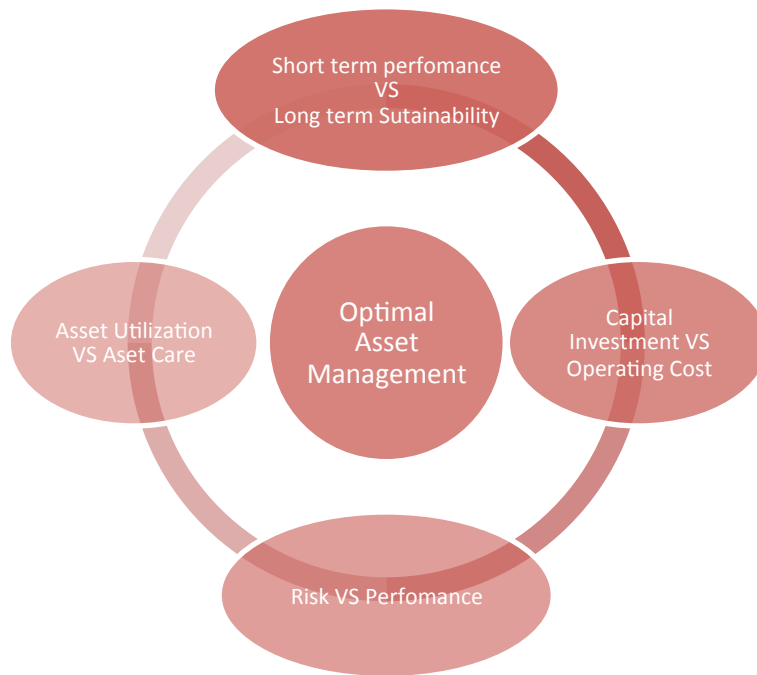 Short term perfomance
VS
Long term Sutainability
Asset Utilization
VS Aset Care
Optimal
Asset
Management
Capital
Investment VS
Operating Cost
Risk VS Perfomance